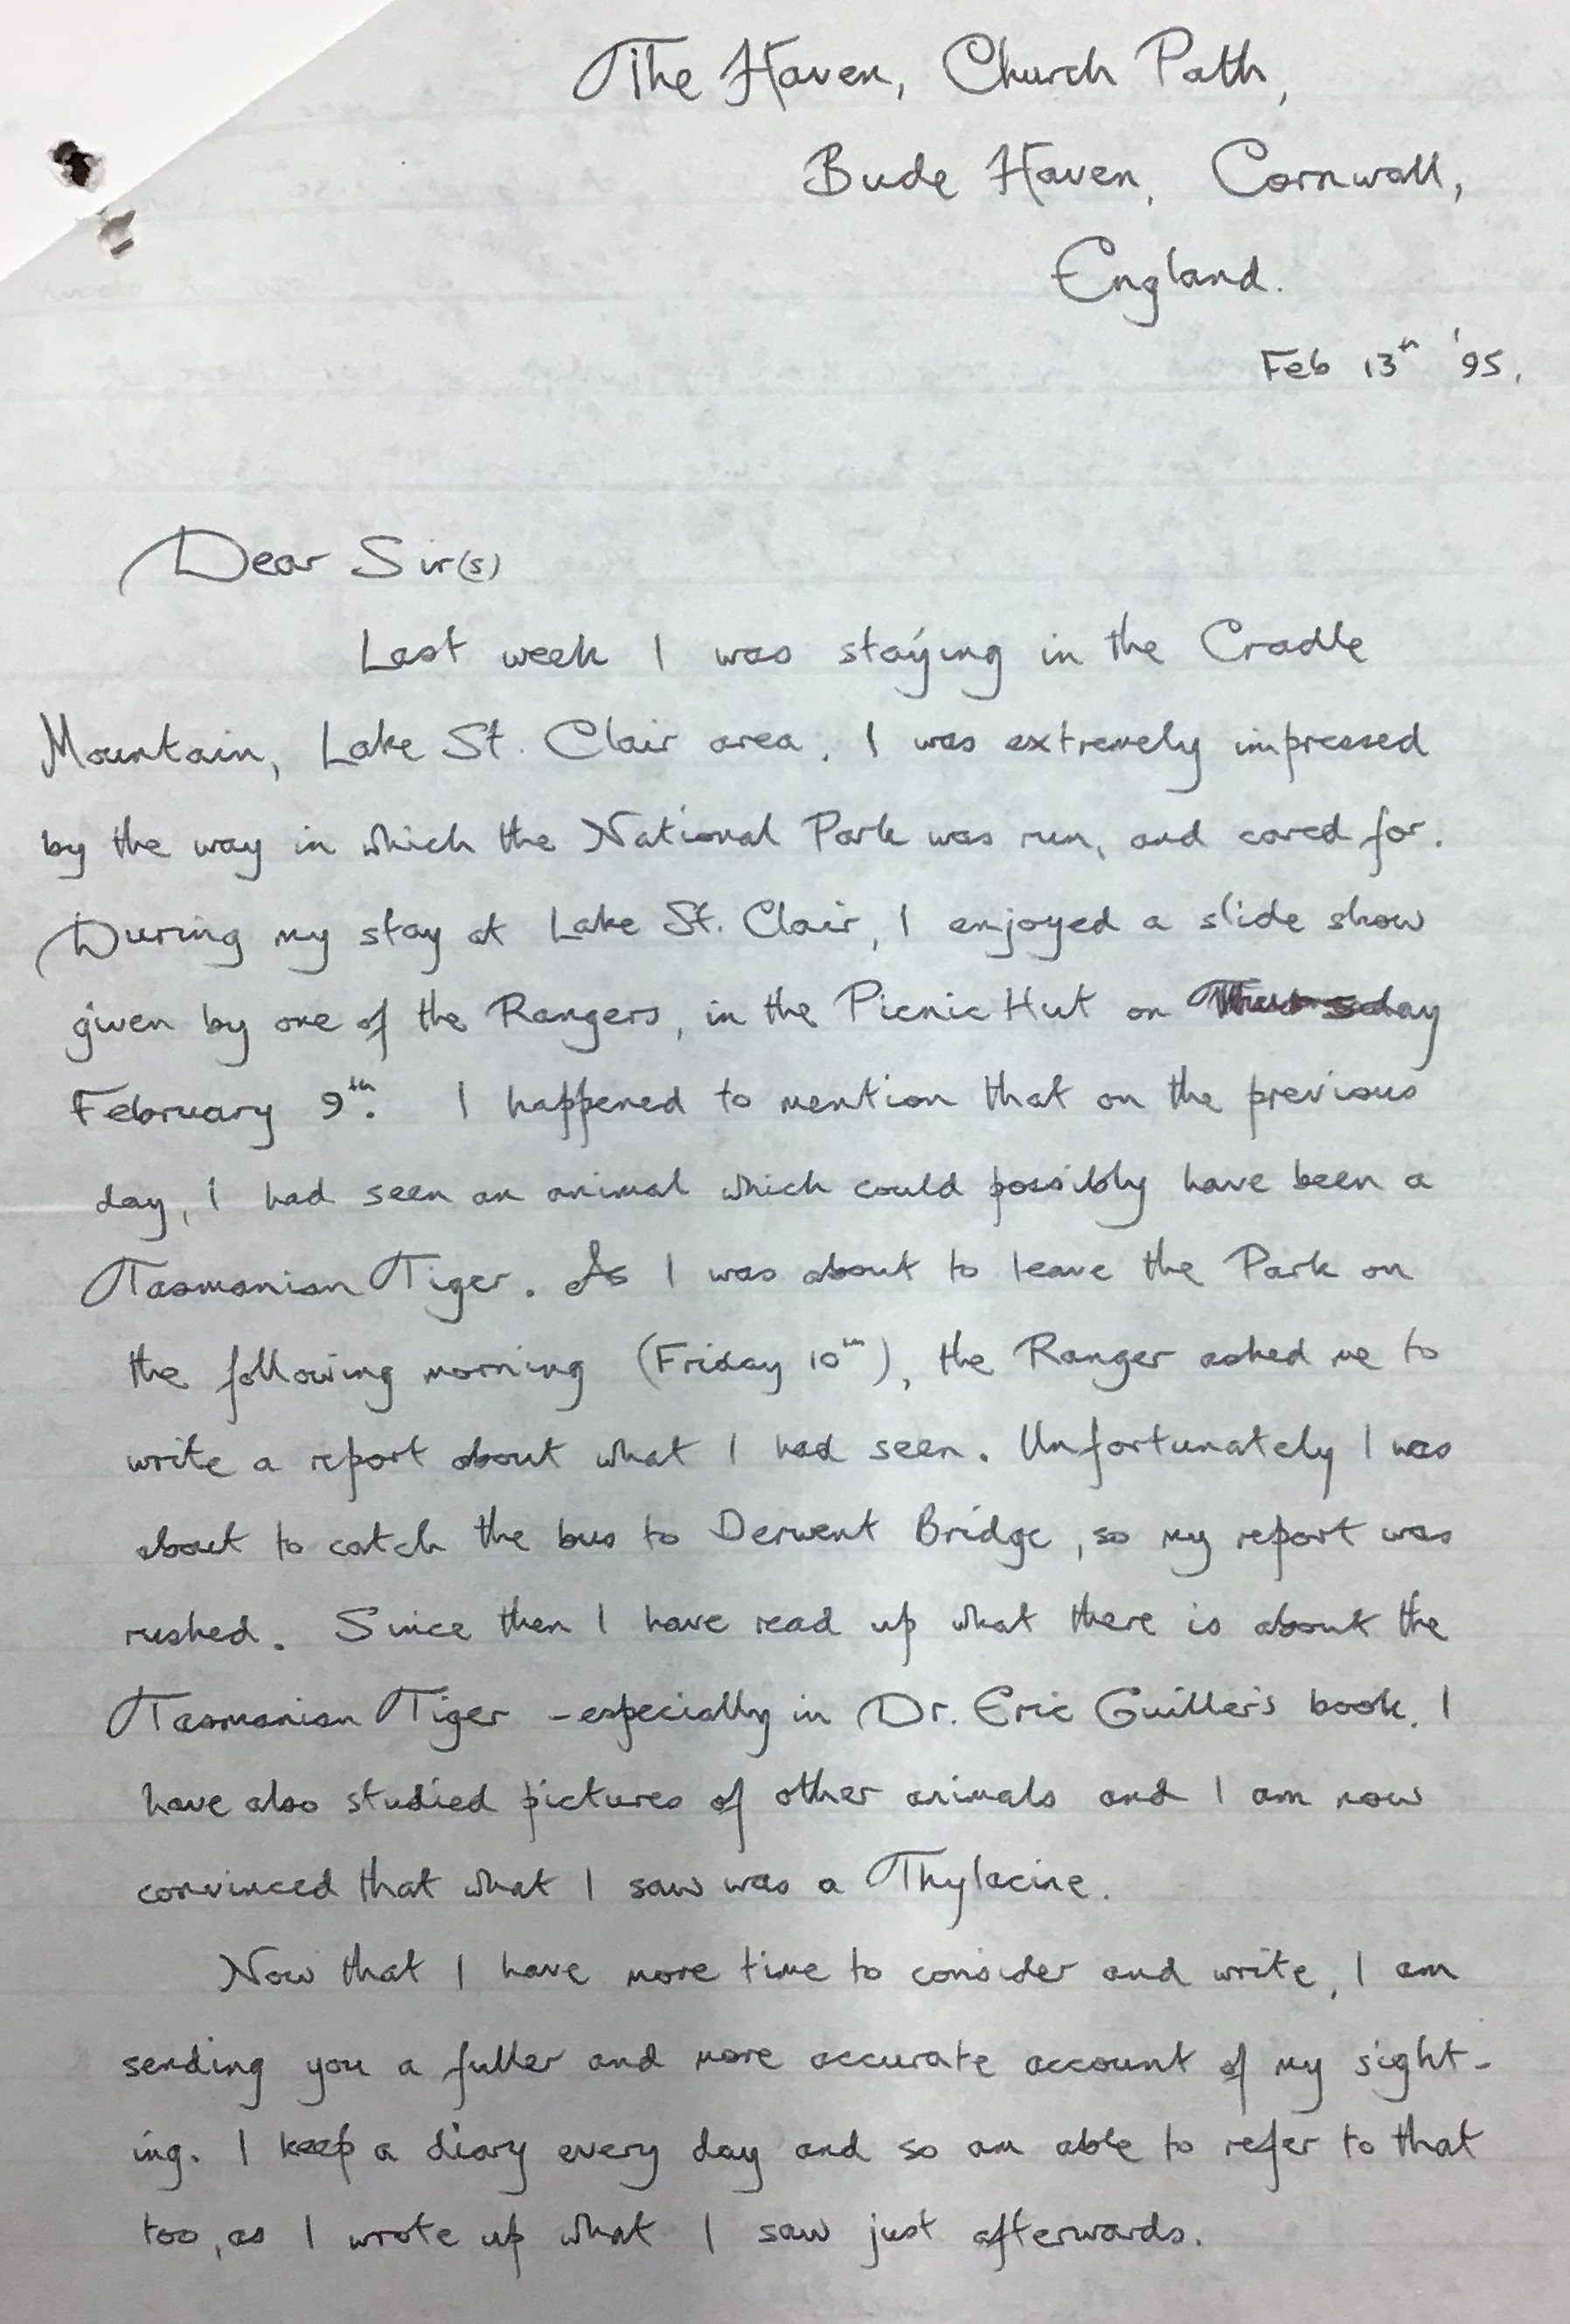 The Haven, Church Path,
Bude Haven, Cornwall,
England.
Feb 13th '95.
Dear Sir(s)
Last week I was staying in the Cradle
Mountain, Lake St. Clair area. I was extremely impressed
by the way in which the National Park was run, and cared for.
During my stay at Lake St. Clair, I enjoyed a slide show
given by one of the Rangers, in the Picnic Hut on Thursday
February 9th. I happened to mention that on the previous
day, I had seen an animal which could possibly have been a
Tasmanian Tiger. As I was about to leave the Park on
the following morning (Friday 10th), the Ranger asked me to
write a report about what I had seen. Unfortunately I was
about to catch the bus to Derwent Bridge, so my report was
rushed. Since then I have read up what there is about the
Tasmanian Tiger - especially in Dr. Eric Guiller's book. I
have also studied pictures of other animals and I am now
convinced that what I saw was a Thylacine.
Now that I have more time to consider and write, I am
sending you a fuller and more accurate account of my sight-
ing. I keep a diary every day and so am able to refer to that
too, as I wrote up what I saw just afterwards.